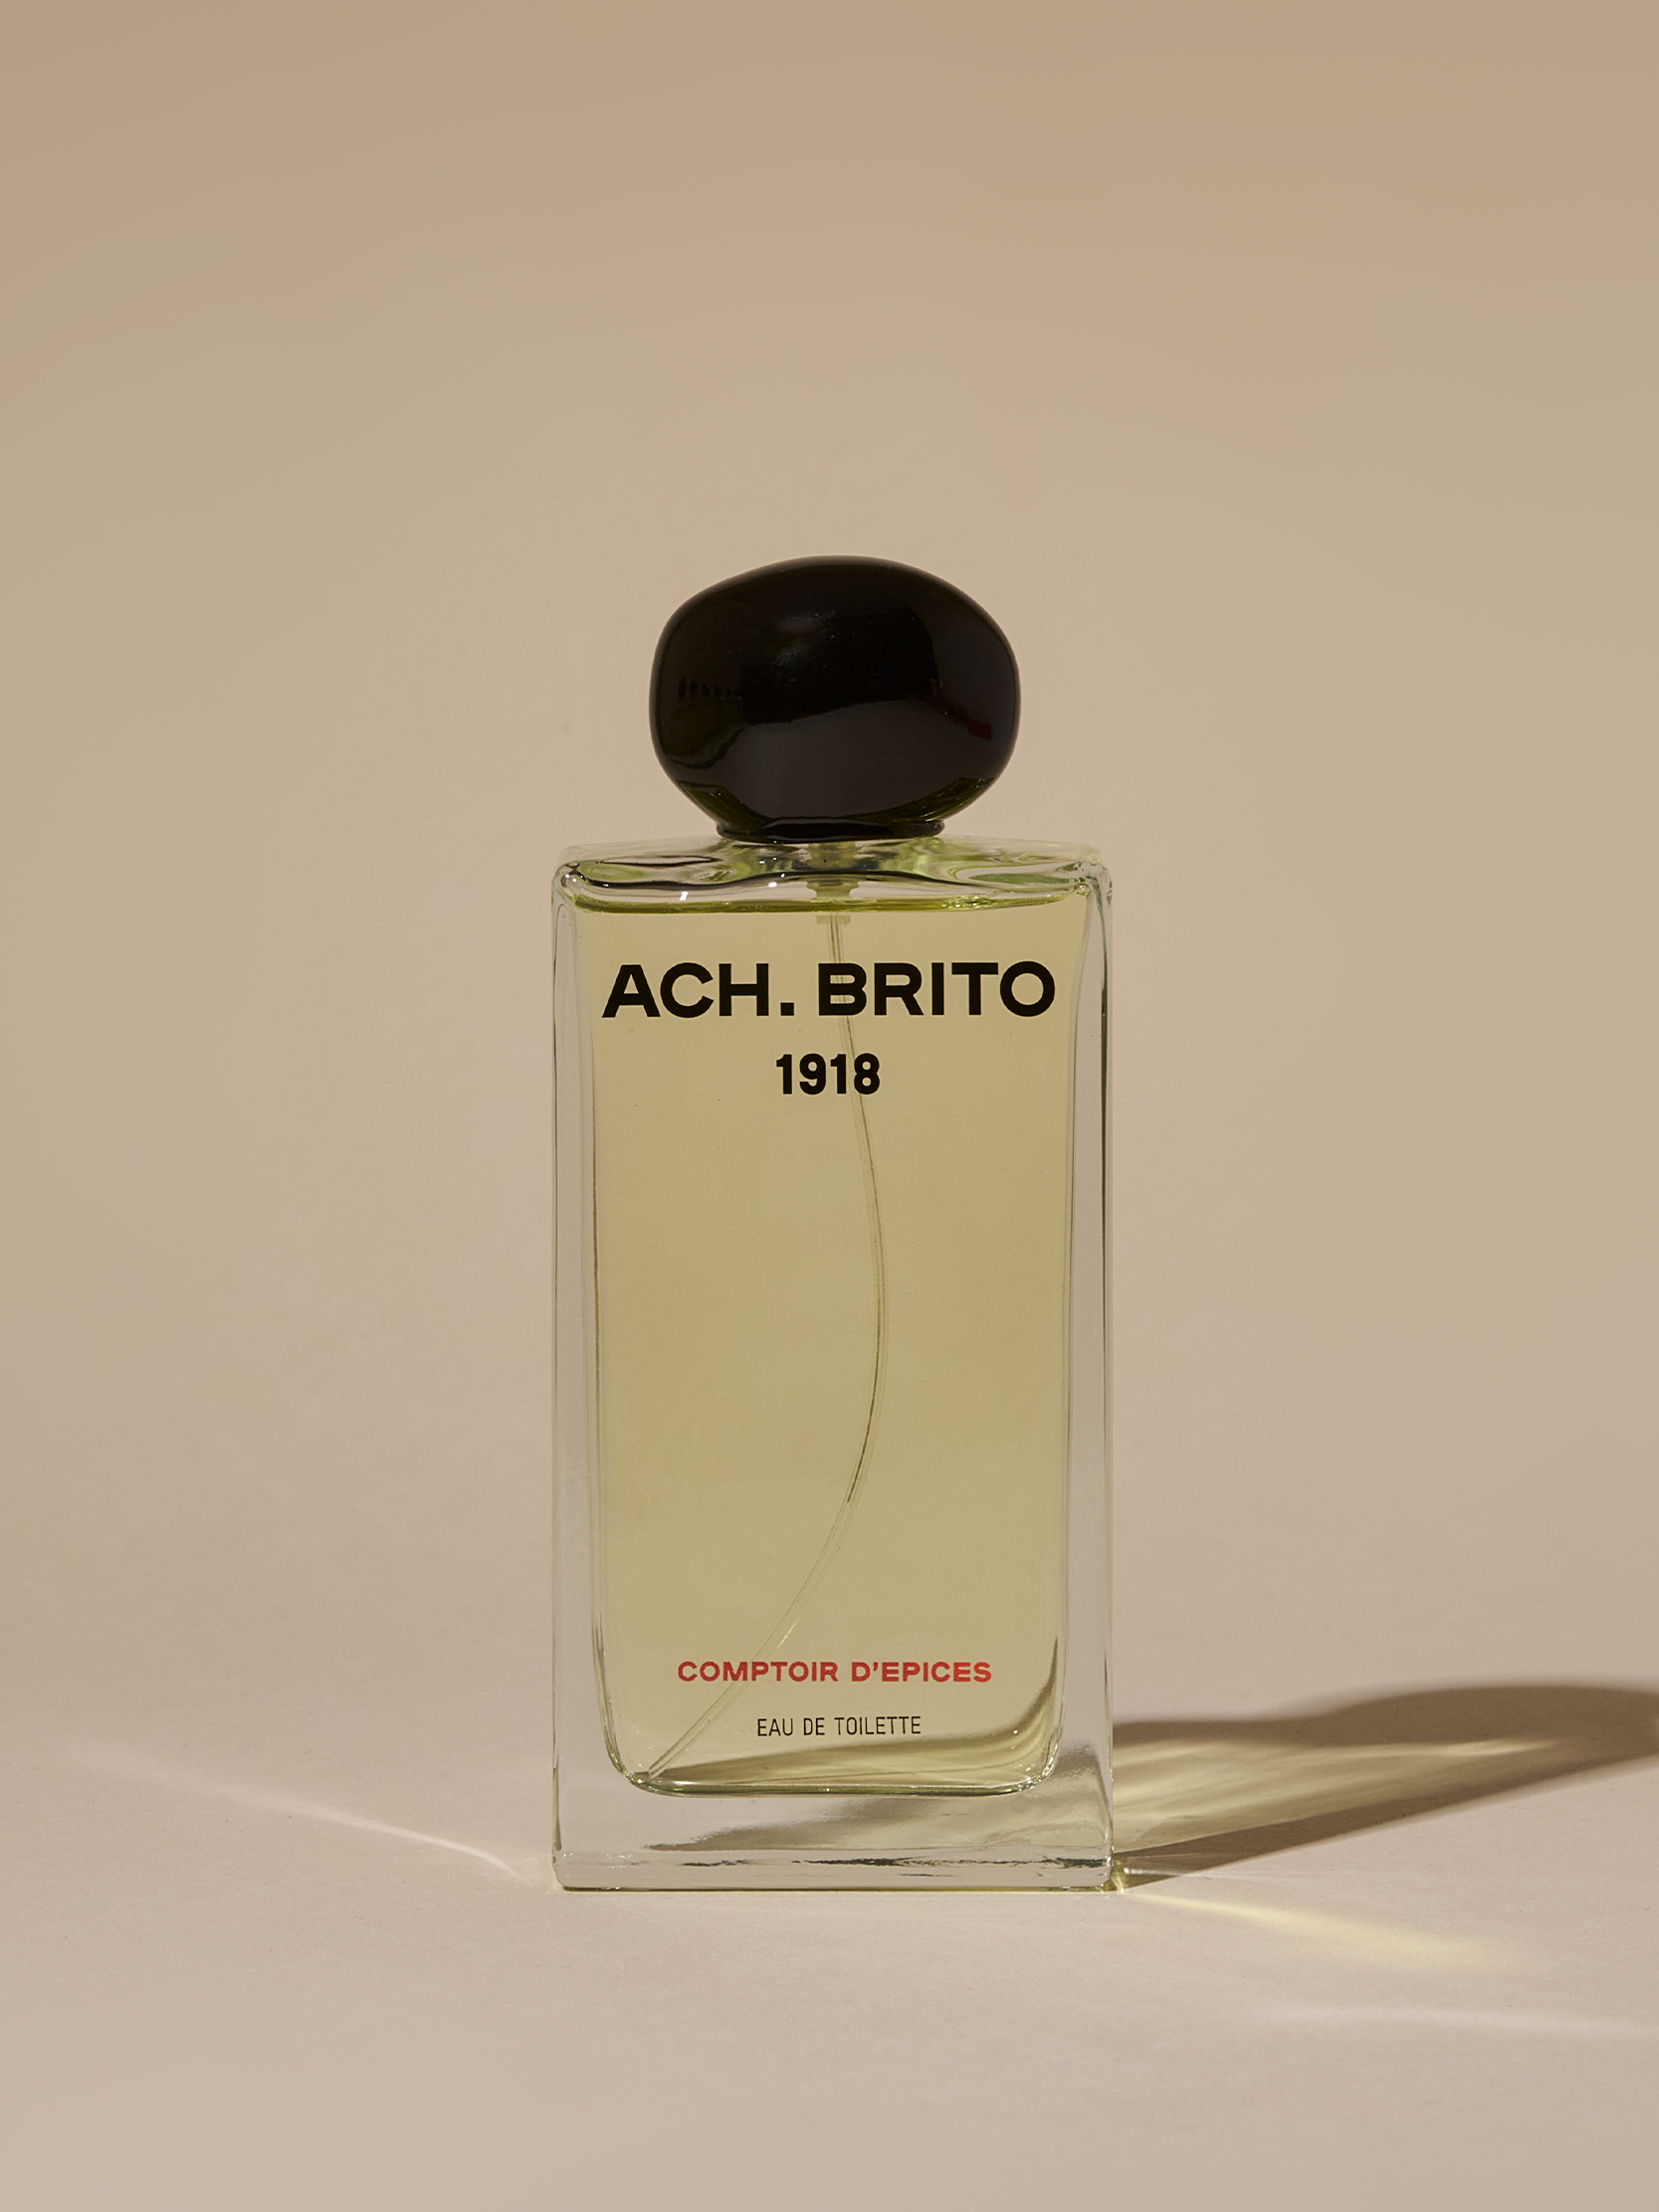 ACH. BRITO
1918
COMPTOIR D'EPICES
EAU DE TOILETTE